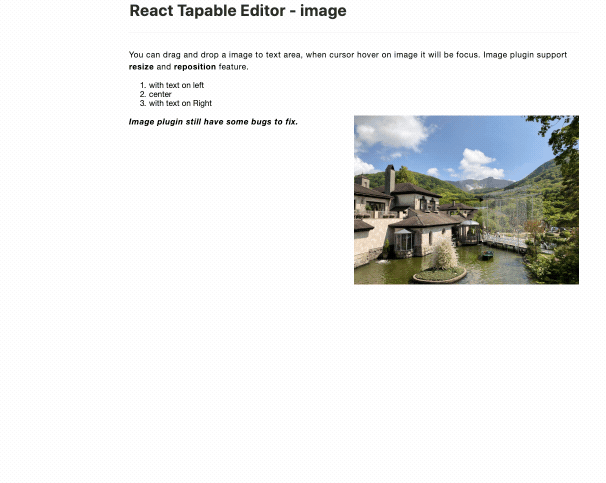 React Tapable Editor - image
You can drag and drop a image to text area, when cursor hover on image it will be focus. Image plugin support
resize and reposition feature.
1. with text on left
2. center
3. with text on Right
Image plugin still have some bugs to fix.